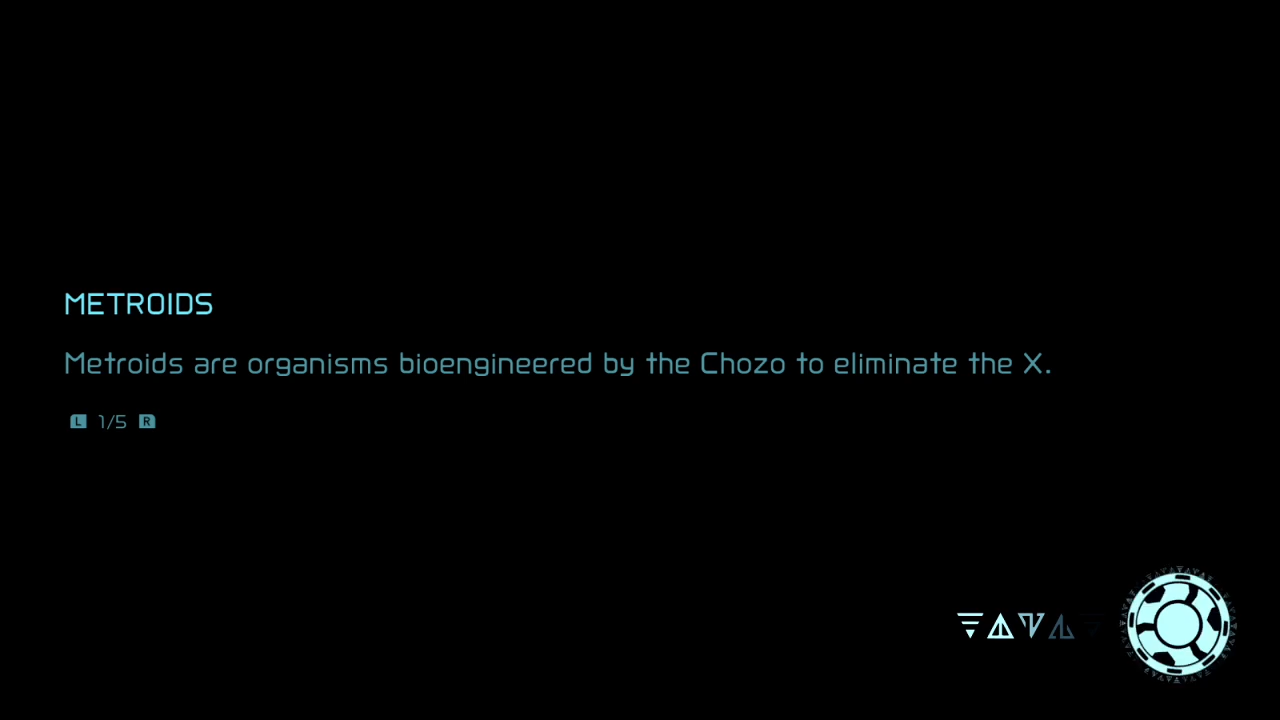 METROIDS
Metroids are organisms bioengineered by the Chozo to eliminate the X.
L 1/5 R